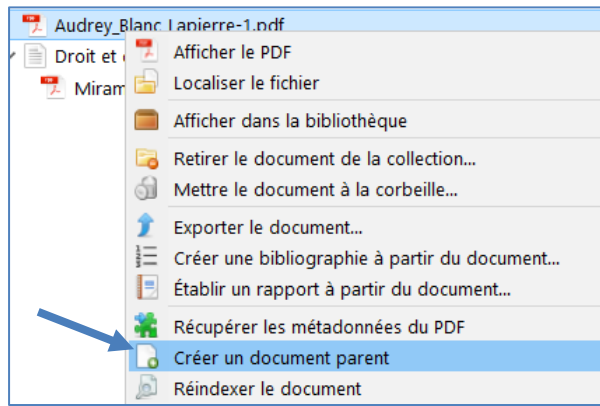 Audrey_Blanc Lapierre-1.pdf
Droit et
Afficher le PDF
Miram
Localiser le fichier
Afficher dans la bibliothèque
Retirer le document de la collection...
Mettre le document à la corbeille...
Exporter le document...
Créer une bibliographie à partir du document...
Établir un rapport à partir du document...
Récupérer les métadonnées du PDF
Créer un document parent
Réindexer le document